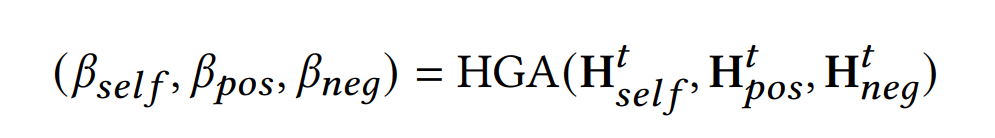 (β_self, β_pos, β_neg) = HGA(H^t_self, H^t_pos, H^t_neg)